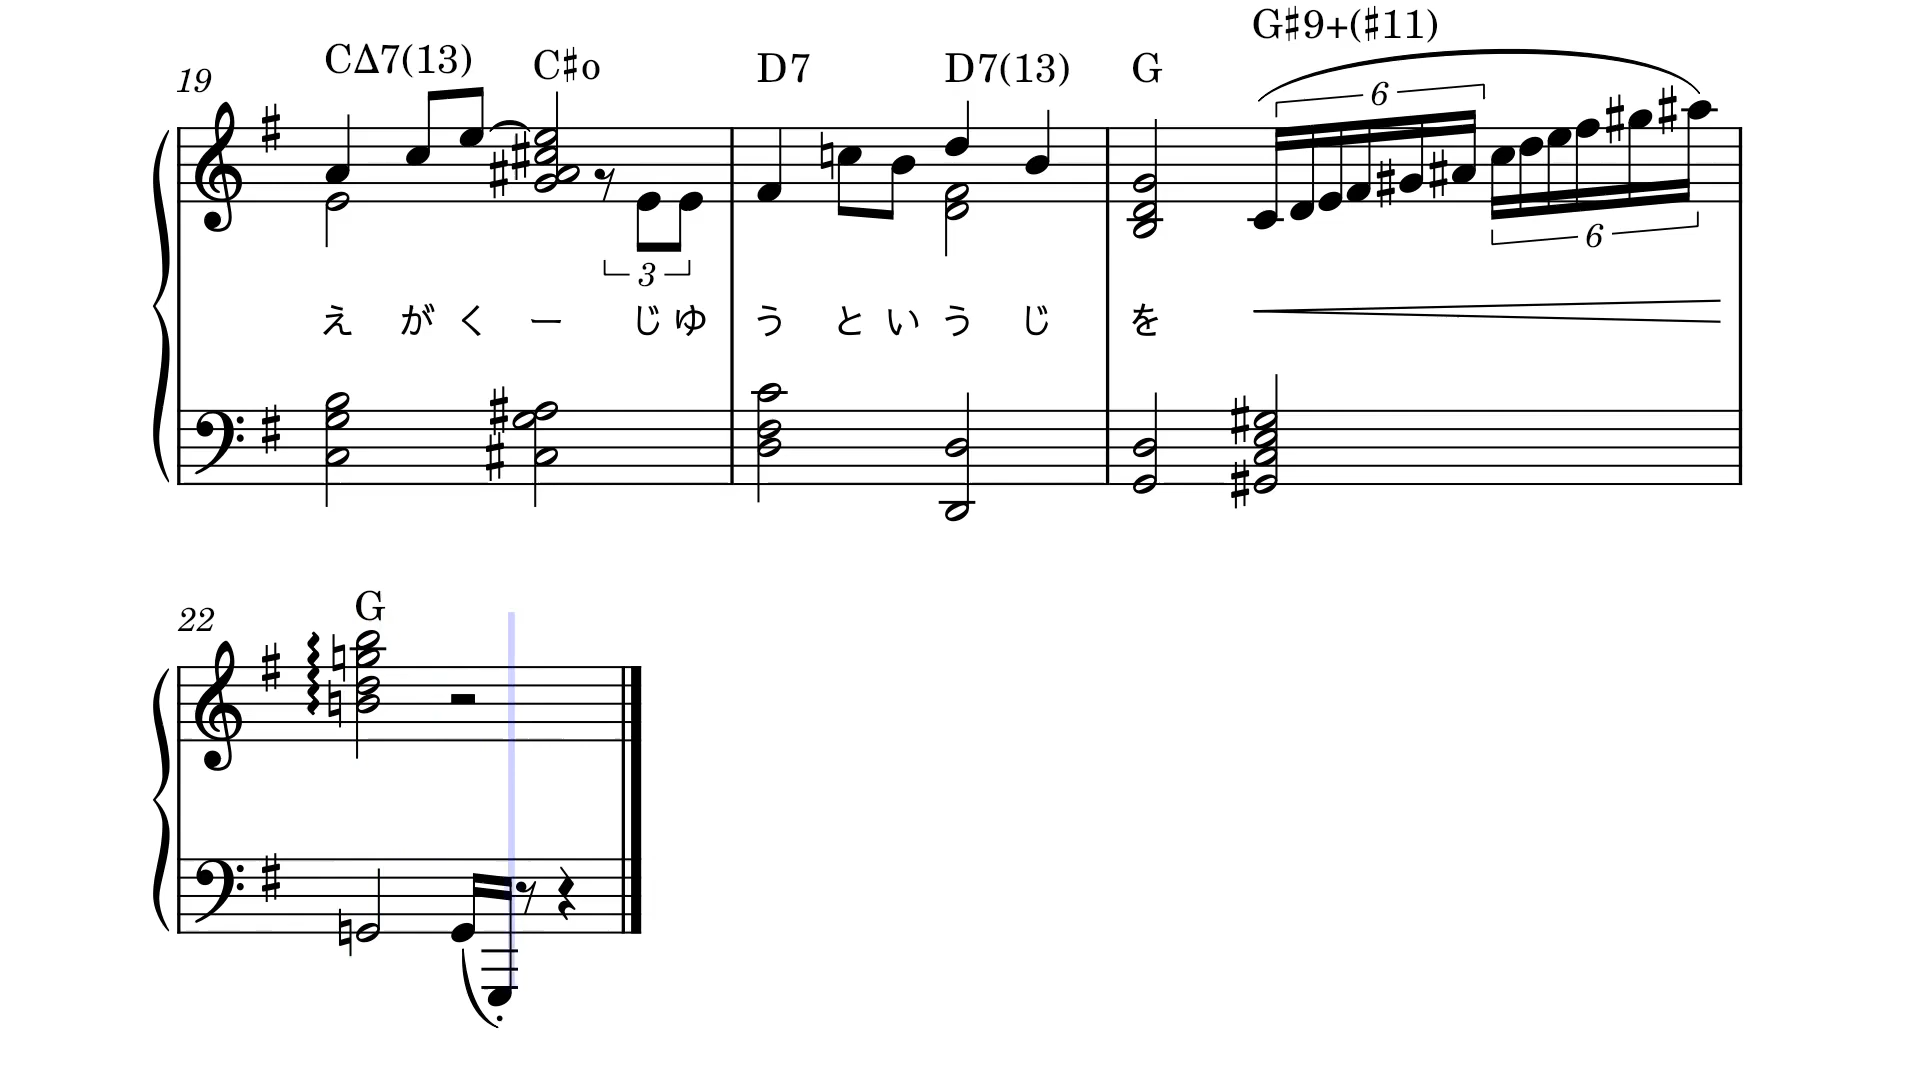 G♯9+(♯11)
19 CΔ7(13) C♯o D7 D7(13) G
6
6
3
え が く ー じ ゆ う と い う じ を
22 G